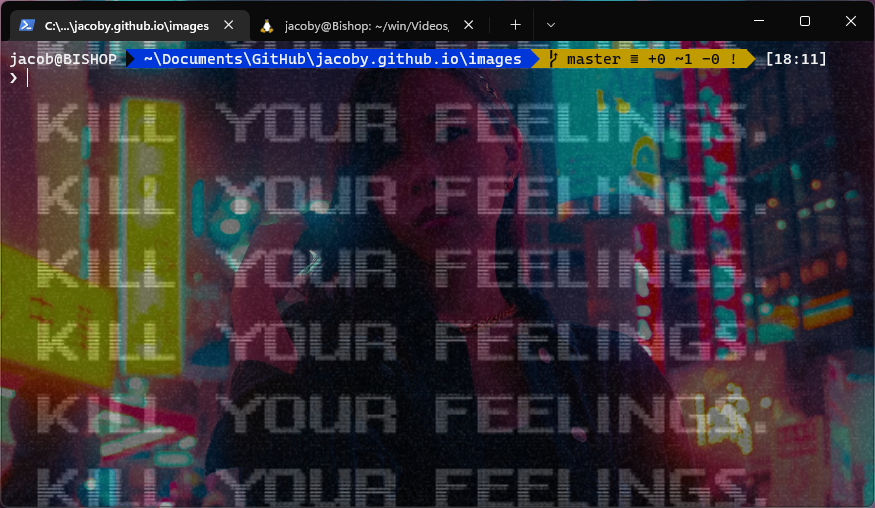 C:\...\jacoby.github.io\images
jacoby@Bishop: ~/win/Videos,
jacob@BISHOP ~\Documents\GitHub\jacoby.github.io\images master ≡ +0 ~1 -0 ! [18:11]
❯
KILL YOUR FEELINGS.
KILL YOUR FEELINGS.
KILL YOUR FEELINGS.
KILL YOUR FEELINGS.
KILL YOUR FEELINGS.
KILL YOUR FEELINGS.